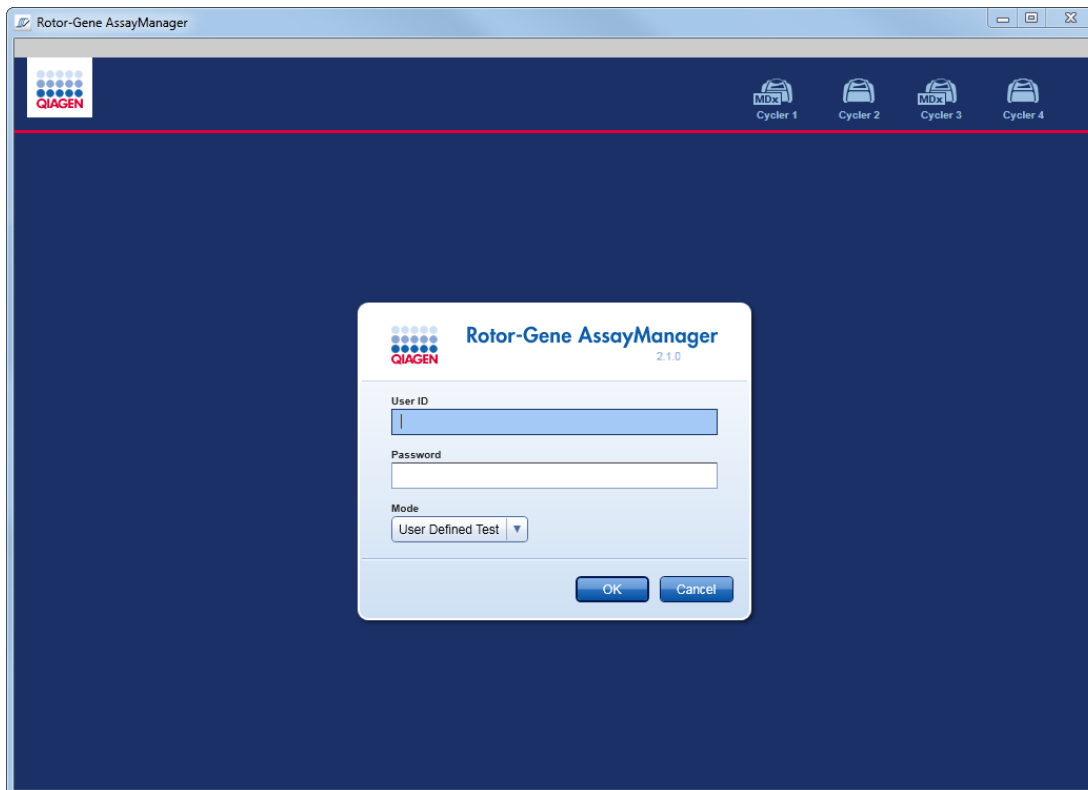 Rotor-Gene AssayManager
QIAGEN
MDx
MDx
Cycler 1
Cycler 2
Cycler 3
Cycler 4
QIAGEN
Rotor-Gene AssayManager
2.1.0
User ID
Password
Mode
User Defined Test
OK
Cancel